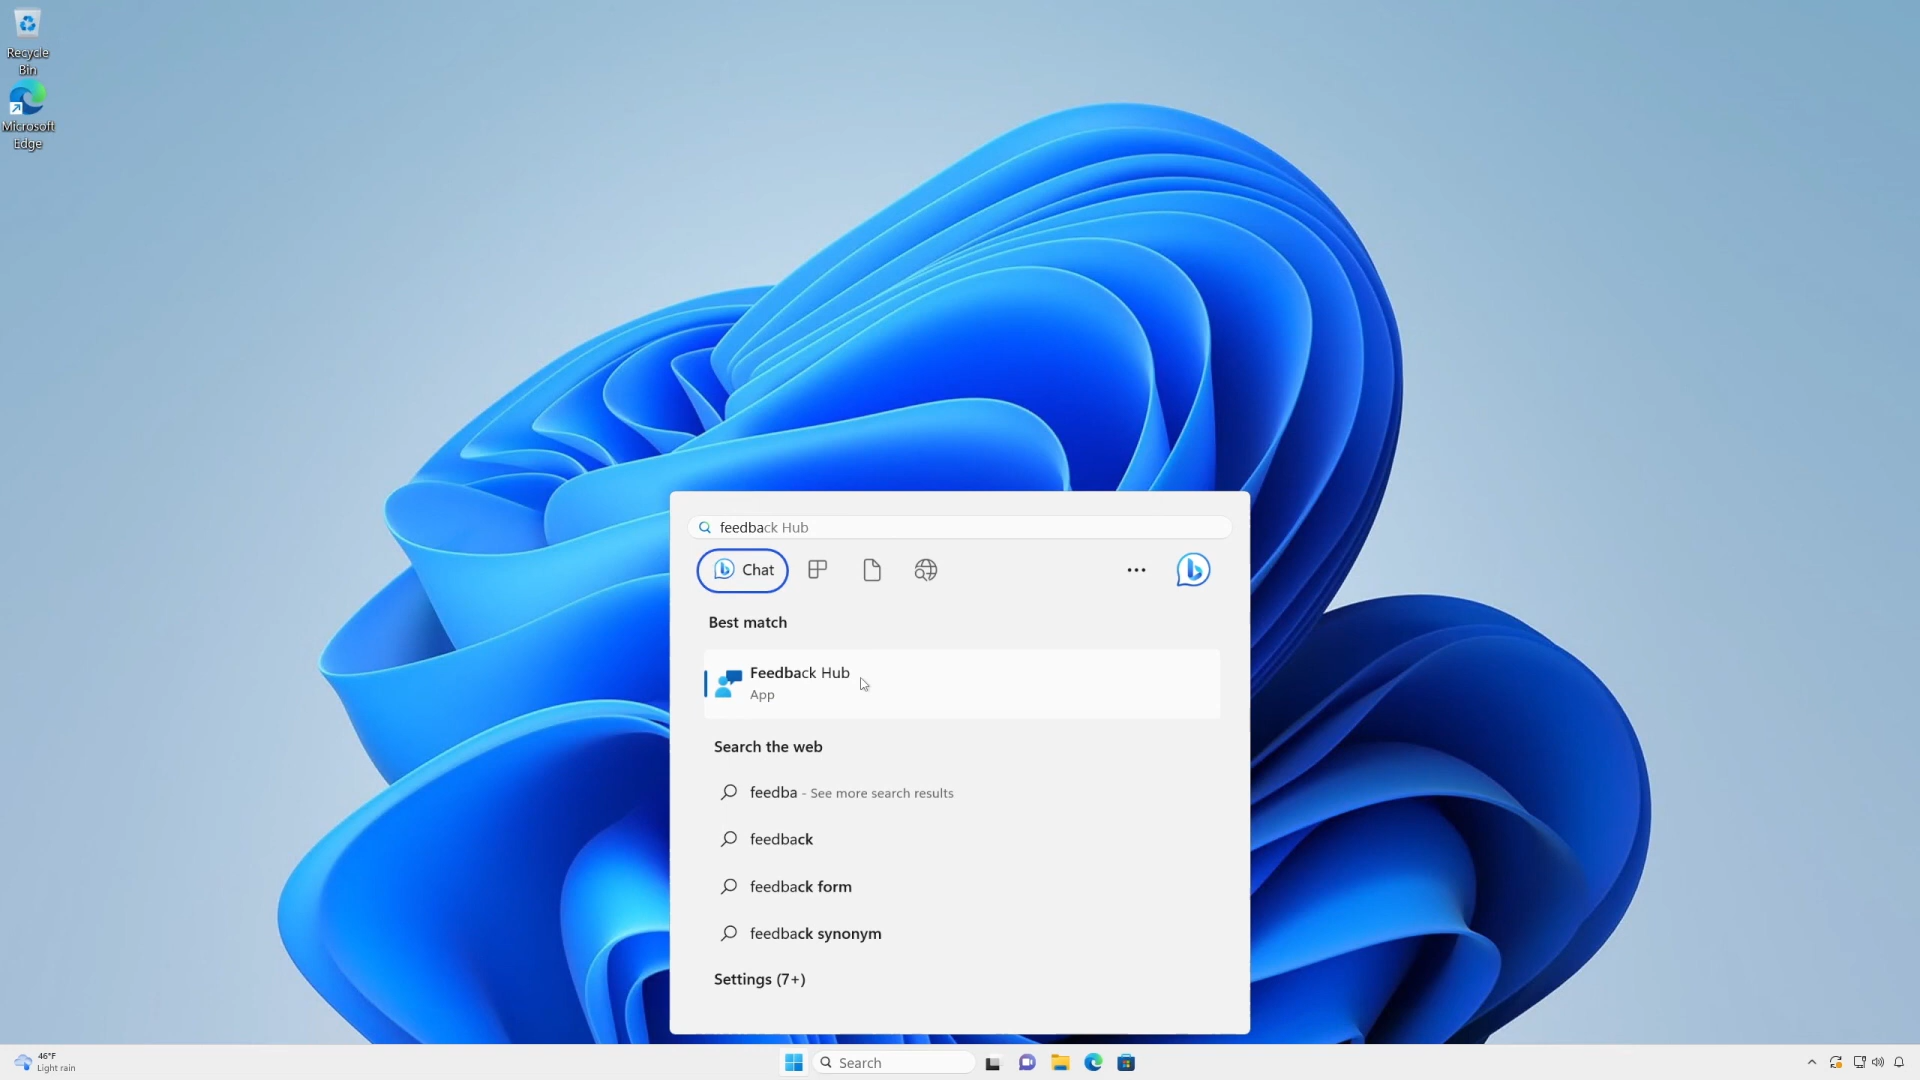 Recycle
Bin
Microsoft
Edge
feedback Hub
Chat
Best match
Feedback Hub
App
Search the web
feedba - See more search results
feedback
feedback form
feedback synonym
Settings (7+)
46°F
Light rain
Search